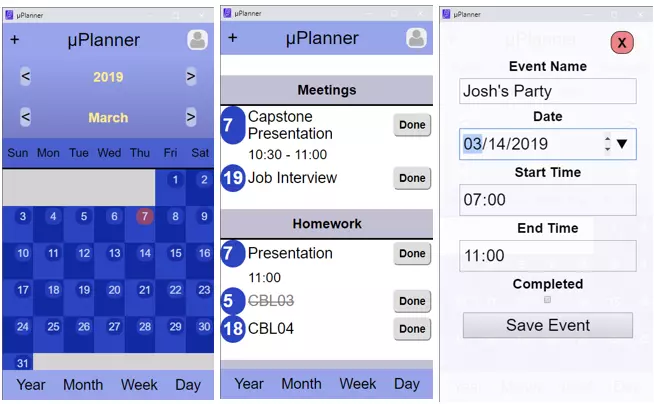 μPlanner
+ μPlanner
< 2019 >
< March >
Sun Mon Tue Wed Thu Fri Sat
1 2
3 4 5 6 7 8 9
10 11 12 13 14 15 16
17 18 19 20 21 22 23
24 25 26 27 28 29 30
31
Year Month Week Day
μPlanner
+ μPlanner
Meetings
7 Capstone Presentation Done
10:30 - 11:00
19 Job Interview Done
Homework
7 Presentation Done
11:00
5 CBL03 Done
18 CBL04 Done
Year Month Week Day
μPlanner
X
Event Name
Josh's Party
Date
03/14/2019
Start Time
07:00
End Time
11:00
Completed
Save Event